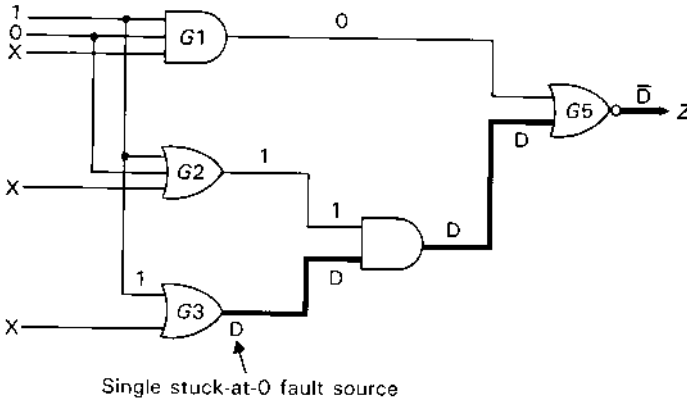 1
0
X
G1
0
G5
D̅
Z
D
X
G2
1
1
D
D
1
X
G3
D
Single stuck-at-0 fault source